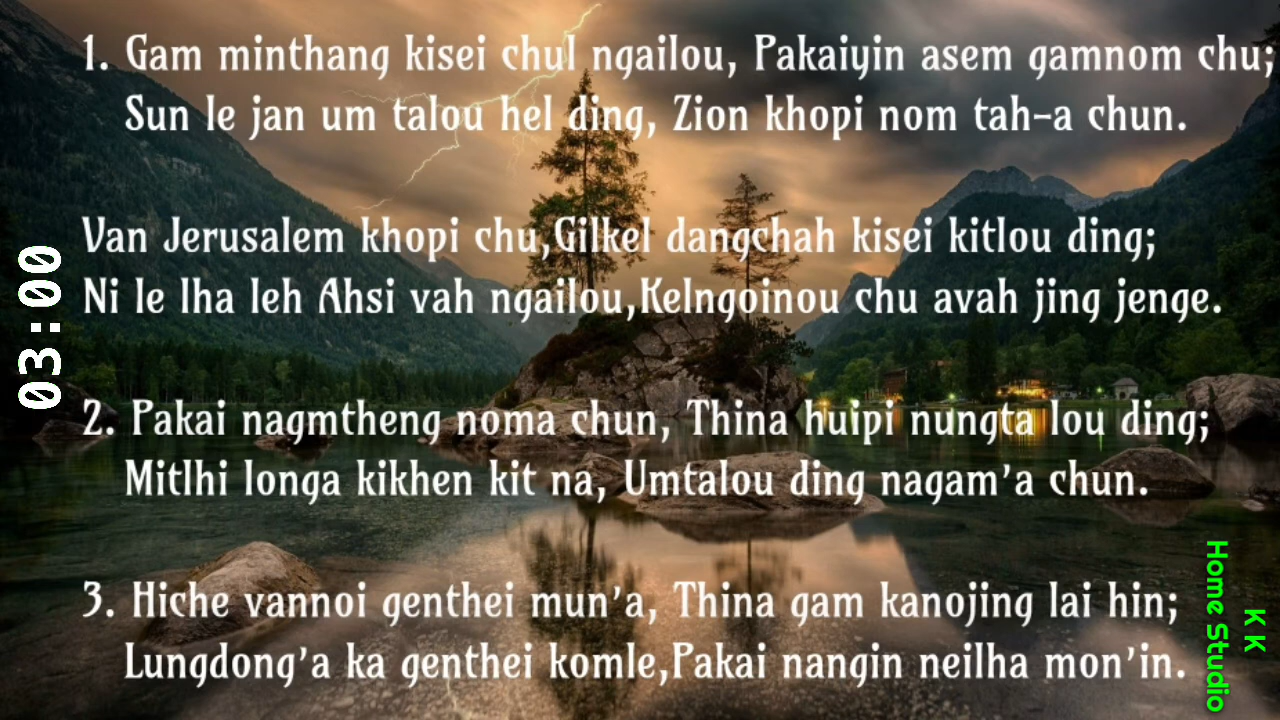 1. Gam minthang kisei chul ngailou, Pakaiyin asem gamnom chu;
Sun le jan um talou hel ding, Zion khopi nom tah-a chun.
Van Jerusalem khopi chu,Gilkel dangchah kisei kitlou ding;
Ni le lha leh Ahsi vah ngailou,Kelngoinou chu avah jing jenge.
2. Pakai nagmtheng noma chun, Thina huipi nungta lou ding;
Mitlhi longa kikhen kit na, Umtalou ding nagam'a chun.
3. Hiche vannoi genthei mun'a, Thina gam kanojing lai hin;
Lungdong'a ka genthei komle,Pakai nangin neilha mon'in.
03:00
K K
Home Studio